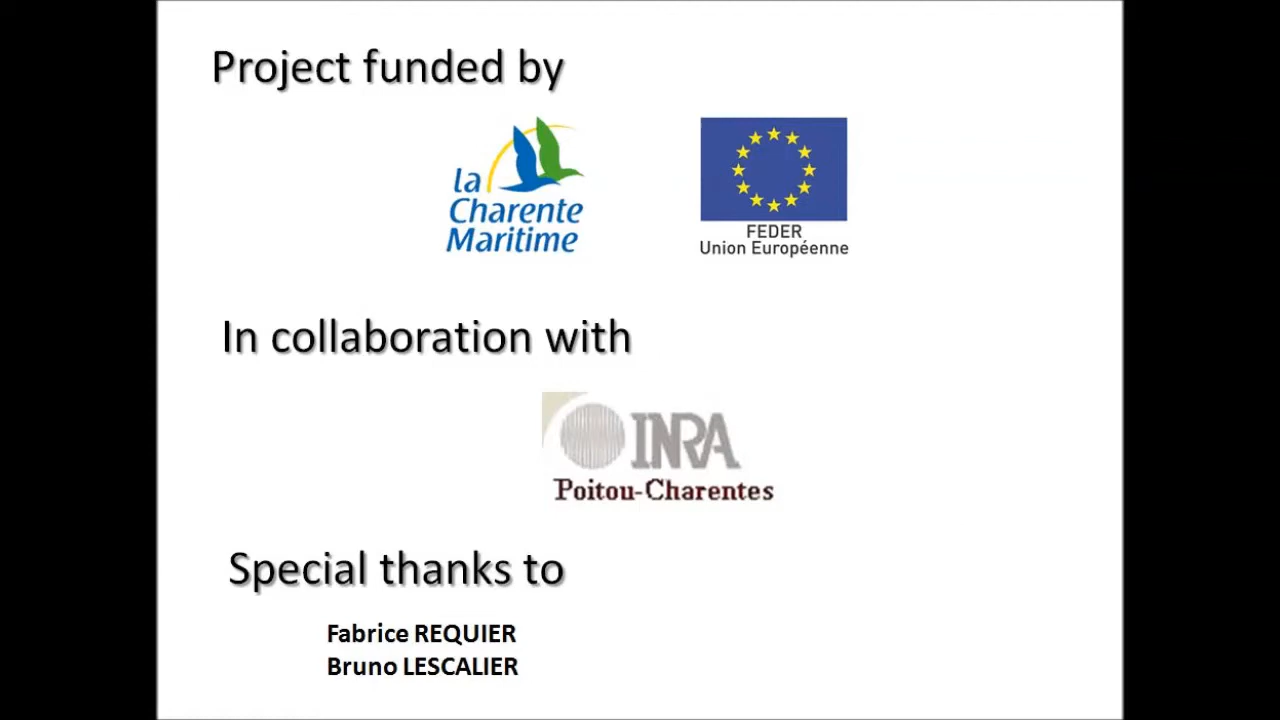 Project funded by
la
Charente
Maritime
FEDER
Union Européenne
In collaboration with
INRA
Poitou-Charentes
Special thanks to
Fabrice REQUIER
Bruno LESCALIER